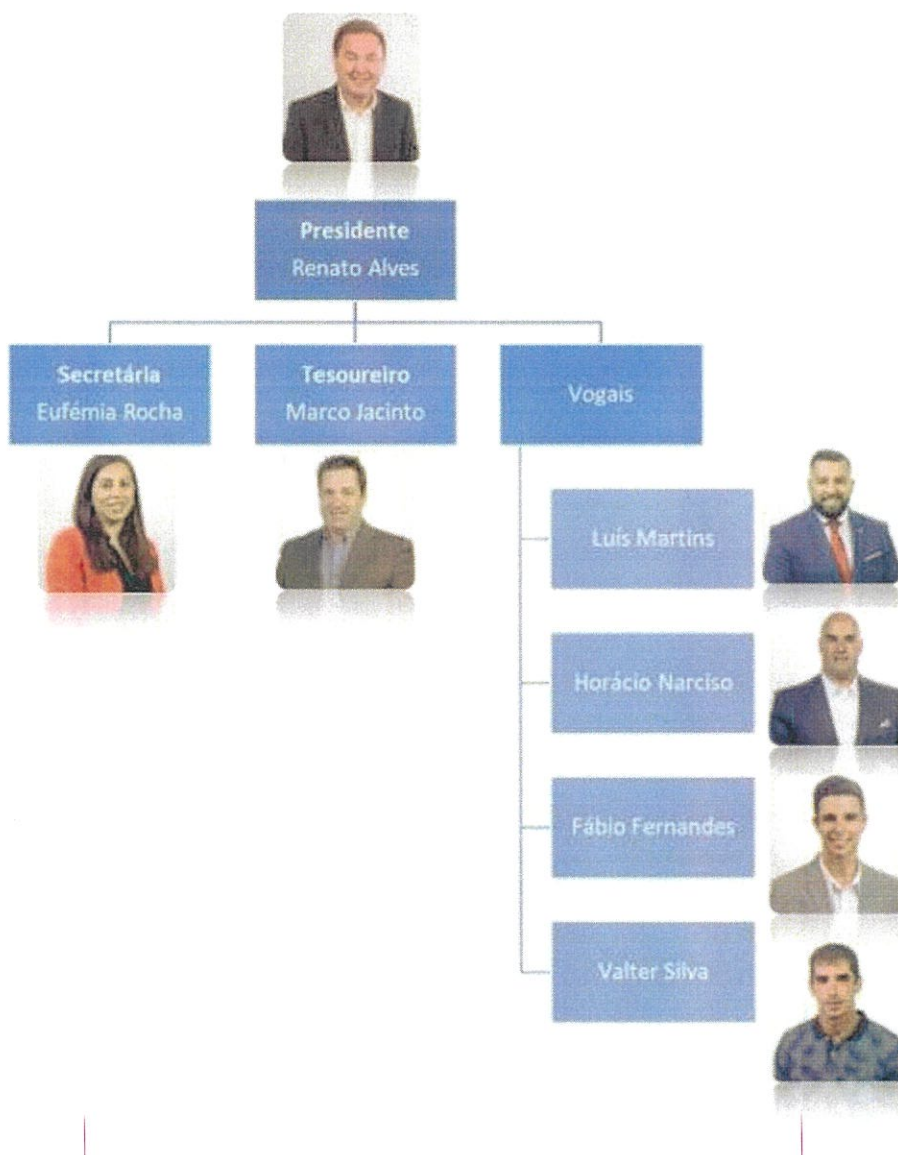 Presidente
Renato Alves
Secretária
Eufémia Rocha
Tesoureiro
Marco Jacinto
Vogais
Luís Martins
Horácio Narciso
Fábio Fernandes
Valter Silva